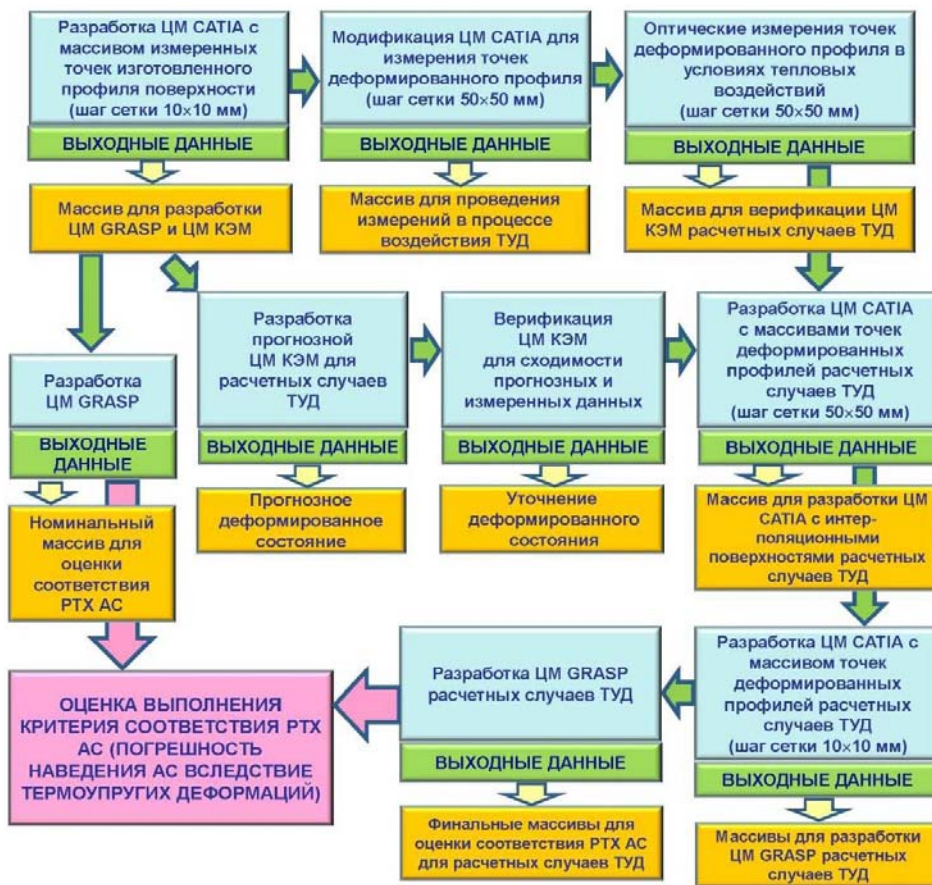 Разработка ЦМ CATIA с
массивом измеренных
точек изготовленного
профиля поверхности
(шаг сетки 10×10 мм)
ВЫХОДНЫЕ ДАННЫЕ
Массив для разработки
ЦМ GRASP и ЦМ КЭМ
Модификация ЦМ CATIA для
измерения точек
деформированного профиля
(шаг сетки 50×50 мм)
ВЫХОДНЫЕ ДАННЫЕ
Массив для проведения
измерений в процессе
воздействия ТУД
Оптические измерения точек
деформированного профиля в
условиях тепловых
воздействий
(шаг сетки 50×50 мм)
ВЫХОДНЫЕ ДАННЫЕ
Массив для верификации ЦМ
КЭМ расчетных случаев ТУД
Разработка
ЦМ GRASP
ВЫХОДНЫЕ
ДАННЫЕ
Номинальный
массив для
оценки
соответствия
РТХ АС
Разработка
прогнозной
ЦМ КЭМ для
расчетных случаев
ТУД
ВЫХОДНЫЕ ДАННЫЕ
Прогнозное
деформированное
состояние
Верификация
ЦМ КЭМ
для сходимости
прогнозных и
измеренных данных
ВЫХОДНЫЕ ДАННЫЕ
Уточнение
деформированного
состояния
Разработка ЦМ CATIA
с массивами точек
деформированных
профилей расчетных
случаев ТУД
(шаг сетки 50×50 мм)
ВЫХОДНЫЕ ДАННЫЕ
Массив для разработки ЦМ
CATIA с интер-
поляционными
поверхностями расчетных
случаев ТУД
Разработка ЦМ CATIA с
массивом точек
деформированных
профилей расчетных
случаев ТУД
(шаг сетки 10×10 мм)
ВЫХОДНЫЕ ДАННЫЕ
Массивы для разработки
ЦМ GRASP расчетных
случаев ТУД
Разработка ЦМ GRASP
расчетных случаев ТУД
ВЫХОДНЫЕ ДАННЫЕ
Финальные массивы для
оценки соответствия РТХ АС
для расчетных случаев ТУД
ОЦЕНКА ВЫПОЛНЕНИЯ
КРИТЕРИЯ СООТВЕТСТВИЯ РТХ
АС (ПОГРЕШНОСТЬ
НАВЕДЕНИЯ АС ВСЛЕДСТВИЕ
ТЕРМОУПРУГИХ ДЕФОРМАЦИЙ)